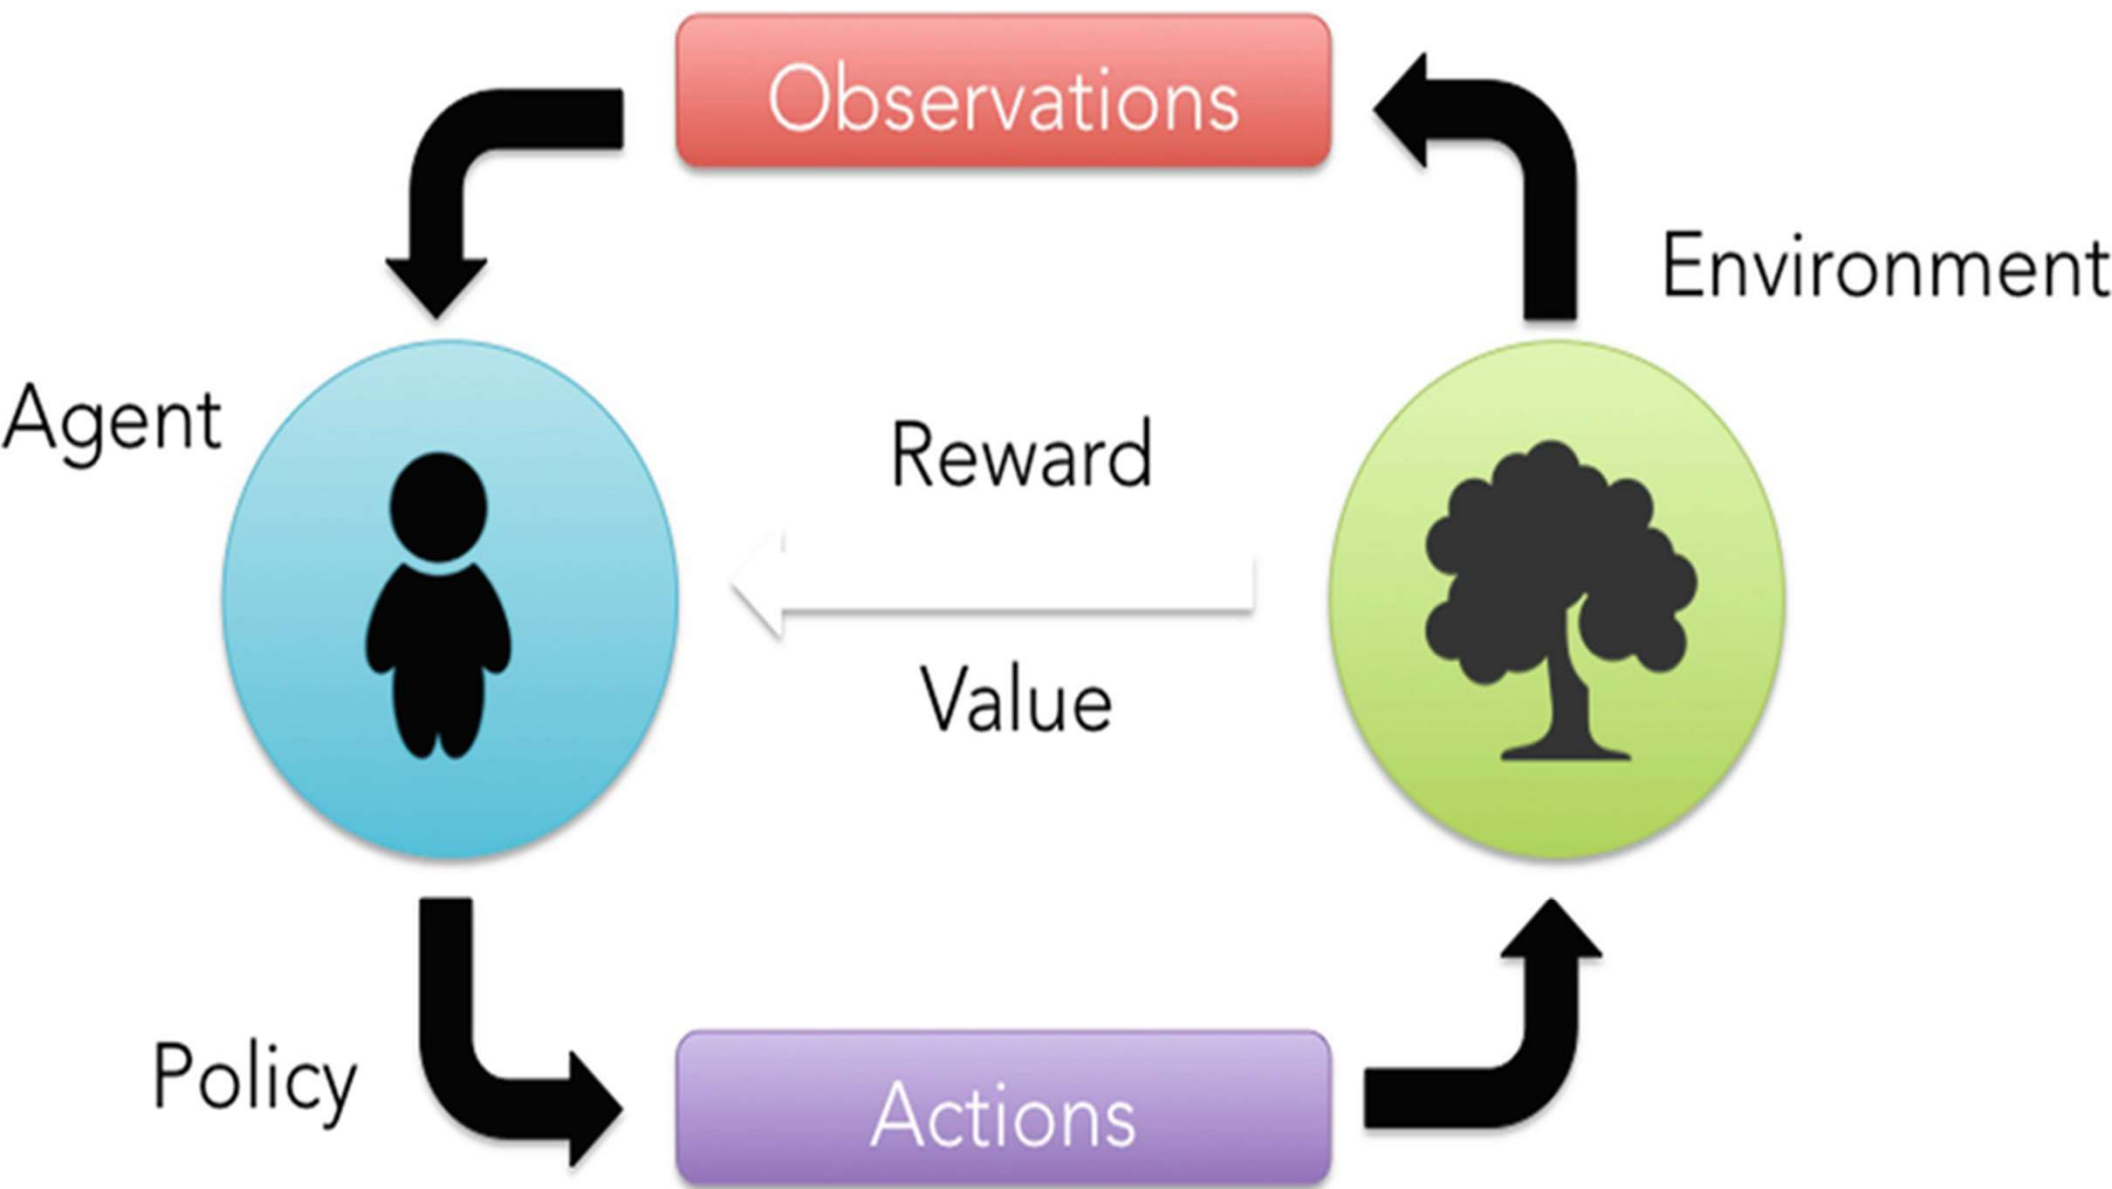 Observations
Environment
Agent
Reward
Value
Policy
Actions